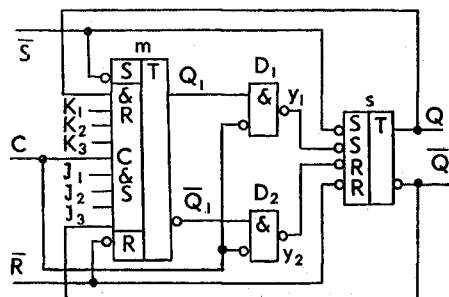 S̅
m
S T
&
R
K₁
K₂
K₃
C
C
&
J₁
S
J₂
J₃
R
R̅
Q₁
Q̅.₁
D₁
&
y₁
D₂
&
y₂
s
S T
S
R
R
Q
Q̅